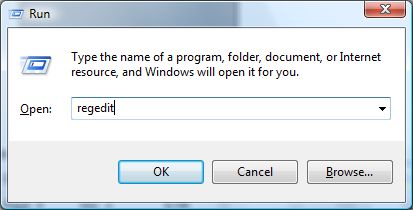 Run
Type the name of a program, folder, document, or Internet
resource, and Windows will open it for you.
Open: regedit
OK Cancel Browse...